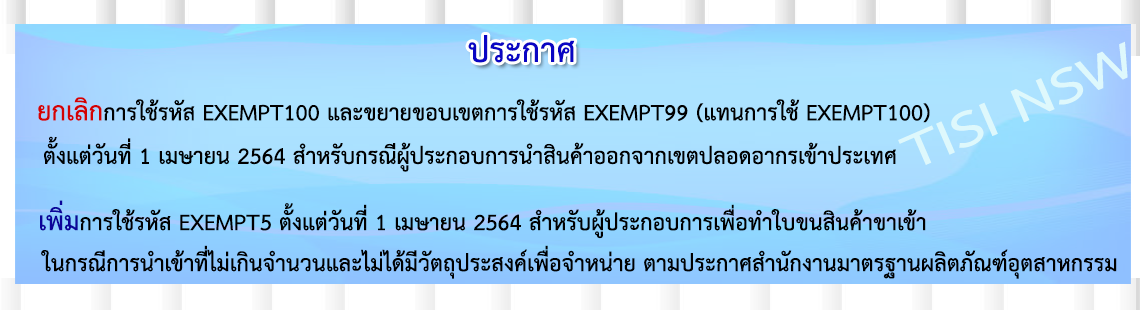 ประกาศ
ยกเลิกการใช้รหัส EXEMPT100 และขยายขอบเขตการใช้รหัส EXEMPT99 (แทนการใช้ EXEMPT100)
ตั้งแต่วันที่ 1 เมษายน 2564 สำหรับกรณีผู้ประกอบการนำสินค้าออกจากเขตปลอดอากรเข้าประเทศ
TISI NSW
เพิ่มการใช้รหัส EXEMPT5 ตั้งแต่วันที่ 1 เมษายน 2564 สำหรับผู้ประกอบการเพื่อทำใบขนสินค้าขาเข้า
ในกรณีการนำเข้าที่ไม่เกินจำนวนและไม่ได้มีวัตถุประสงค์เพื่อจำหน่าย ตามประกาศสำนักงานมาตรฐานผลิตภัณฑ์อุตสาหกรรม